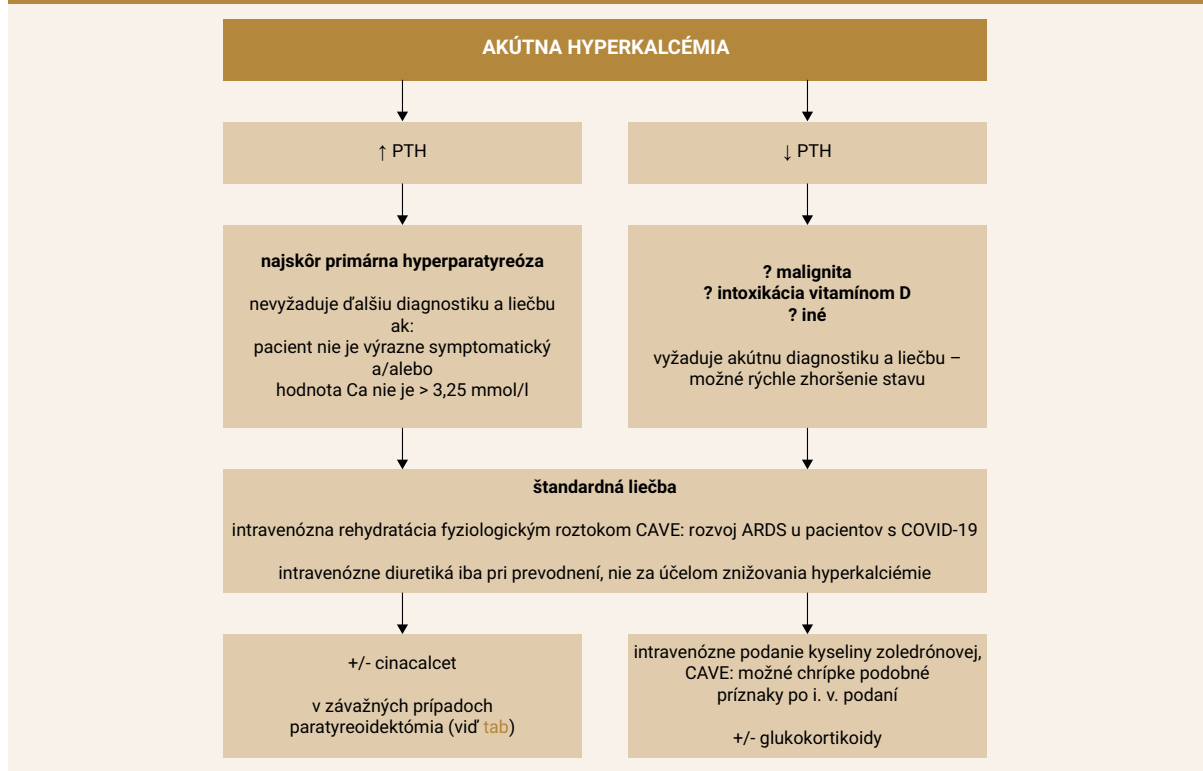 AKÚTNA HYPERKALCÉMIA
↑ PTH
↓ PTH
najskôr primárna hyperparatyreóza
nevyžaduje ďalšiu diagnostiku a liečbu
ak:
pacient nie je výrazne symptomatický
a/alebo
hodnota Ca nie je > 3,25 mmol/l
? malignita
? intoxikácia vitamínom D
? iné
vyžaduje akútnu diagnostiku a liečbu –
možné rýchle zhoršenie stavu
štandardná liečba
intravenózna rehydratácia fyziologickým roztokom CAVE: rozvoj ARDS u pacientov s COVID-19
intravenózne diuretiká iba pri prevodnení, nie za účelom znižovania hyperkalciémie
+/- cinacalcet
v závažných prípadoch
paratyreoidektómia (viď tab)
intravenózne podanie kyseliny zoledrónovej,
CAVE: možné chrípke podobné
príznaky po i. v. podaní
+/- glukokortikoidy